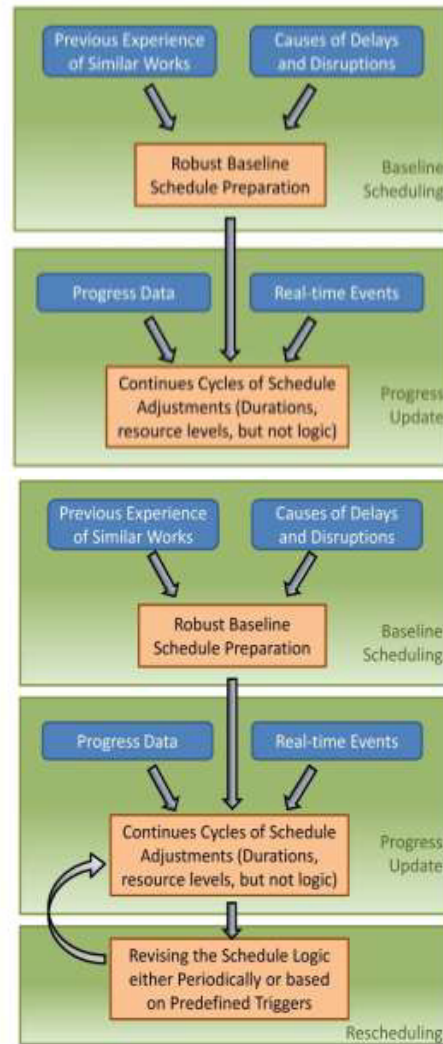 Previous Experience
of Similar Works
Causes of Delays
and Disruptions
Robust Baseline
Schedule Preparation
Baseline
Scheduling
Progress Data
Real-time Events
Continues Cycles of Schedule
Adjustments (Durations,
resource levels, but not logic)
Progress
Update
Previous Experience
of Similar Works
Causes of Delays
and Disruptions
Robust Baseline
Schedule Preparation
Baseline
Scheduling
Progress Data
Real-time Events
Continues Cycles of Schedule
Adjustments (Durations,
resource levels, but not logic)
Progress
Update
Revising the Schedule Logic
either Periodically or based
on Predefined Triggers
Rescheduling